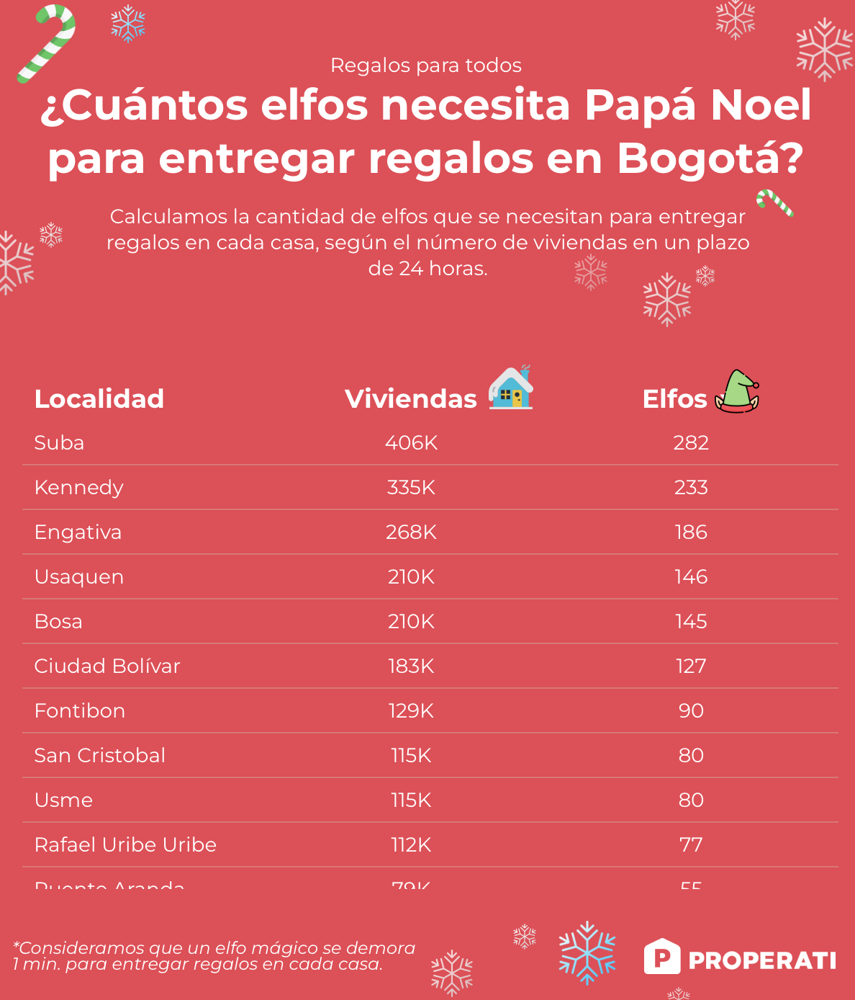 Regalos para todos
¿Cuántos elfos necesita Papá Noel
para entregar regalos en Bogotá?
Calculamos la cantidad de elfos que se necesitan para entregar
regalos en cada casa, según el número de viviendas en un plazo
de 24 horas.
Localidad Viviendas Elfos
Suba 406K 282
Kennedy 335K 233
Engativa 268K 186
Usaquen 210K 146
Bosa 210K 145
Ciudad Bolívar 183K 127
Fontibon 129K 90
San Cristobal 115K 80
Usme 115K 80
Rafael Uribe Uribe 112K 77
Puente Aranda 79K 55
*Consideramos que un elfo mágico se demora
1 min. para entregar regalos en cada casa.
P PROPERATI